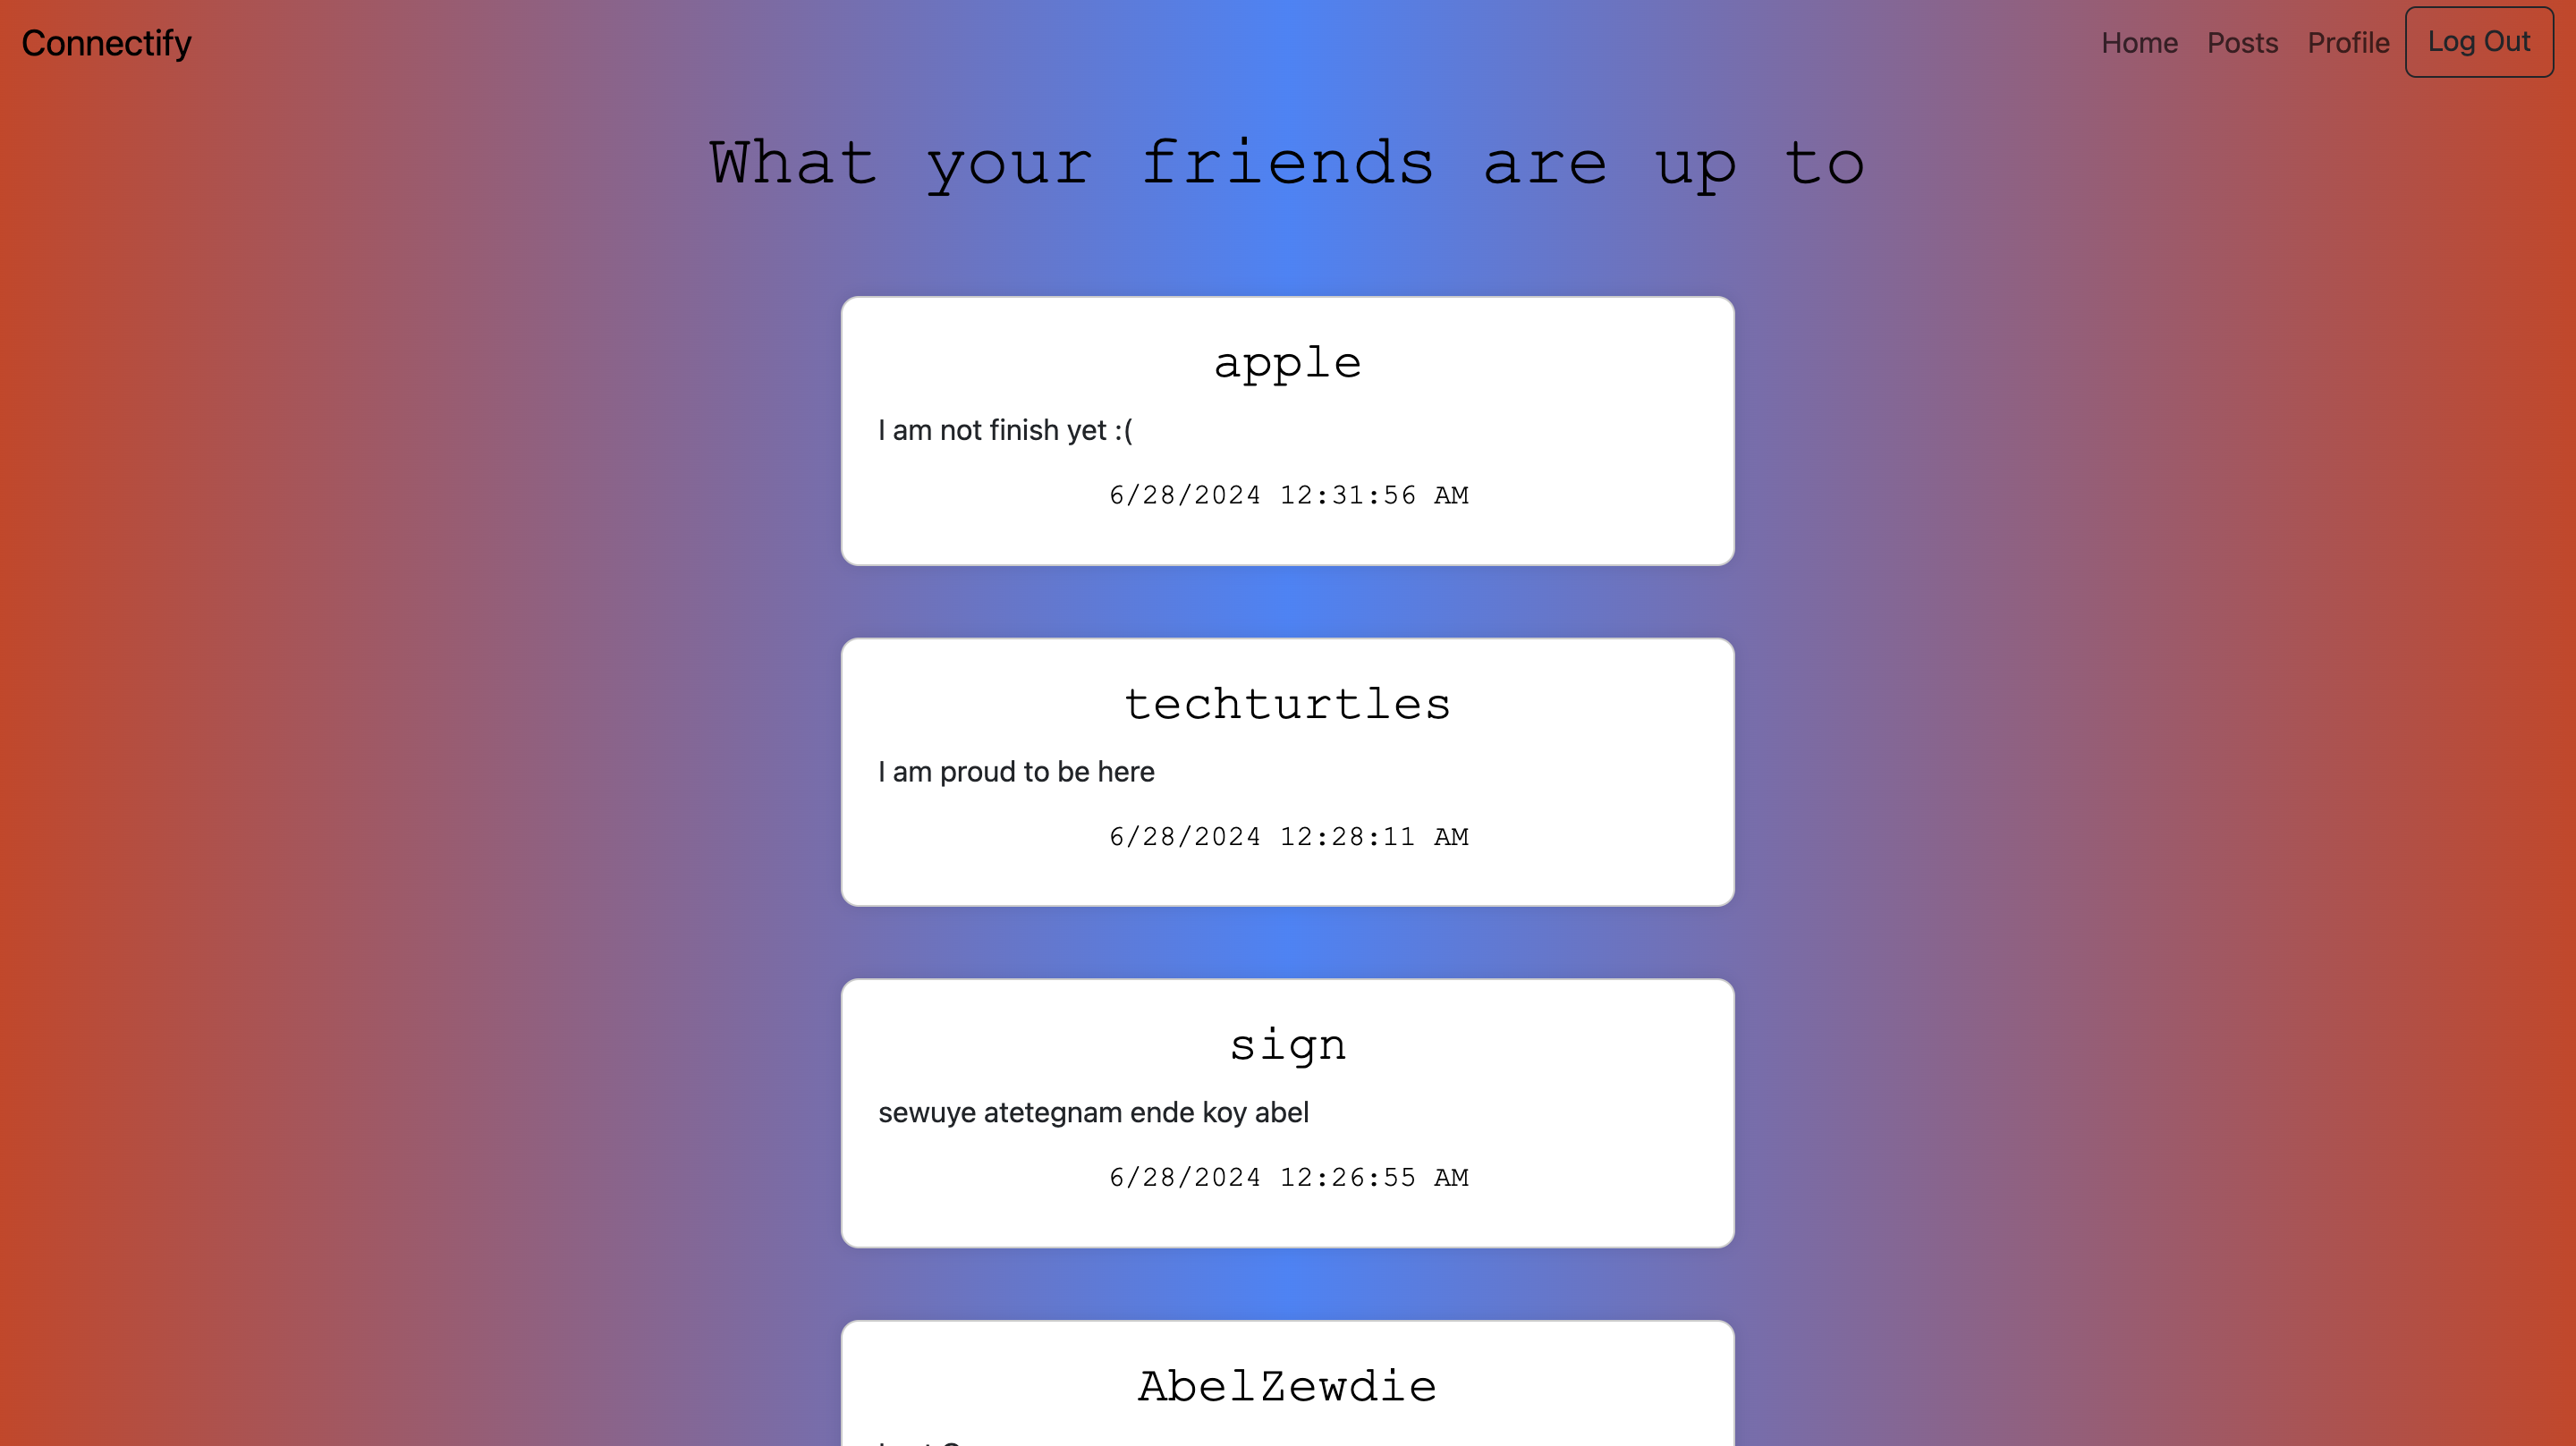 Connectify
Home Posts Profile Log Out
What your friends are up to
apple
I am not finish yet :(
6/28/2024 12:31:56 AM
techturtles
I am proud to be here
6/28/2024 12:28:11 AM
sign
sewuye atetegnam ende koy abel
6/28/2024 12:26:55 AM
AbelZewdie